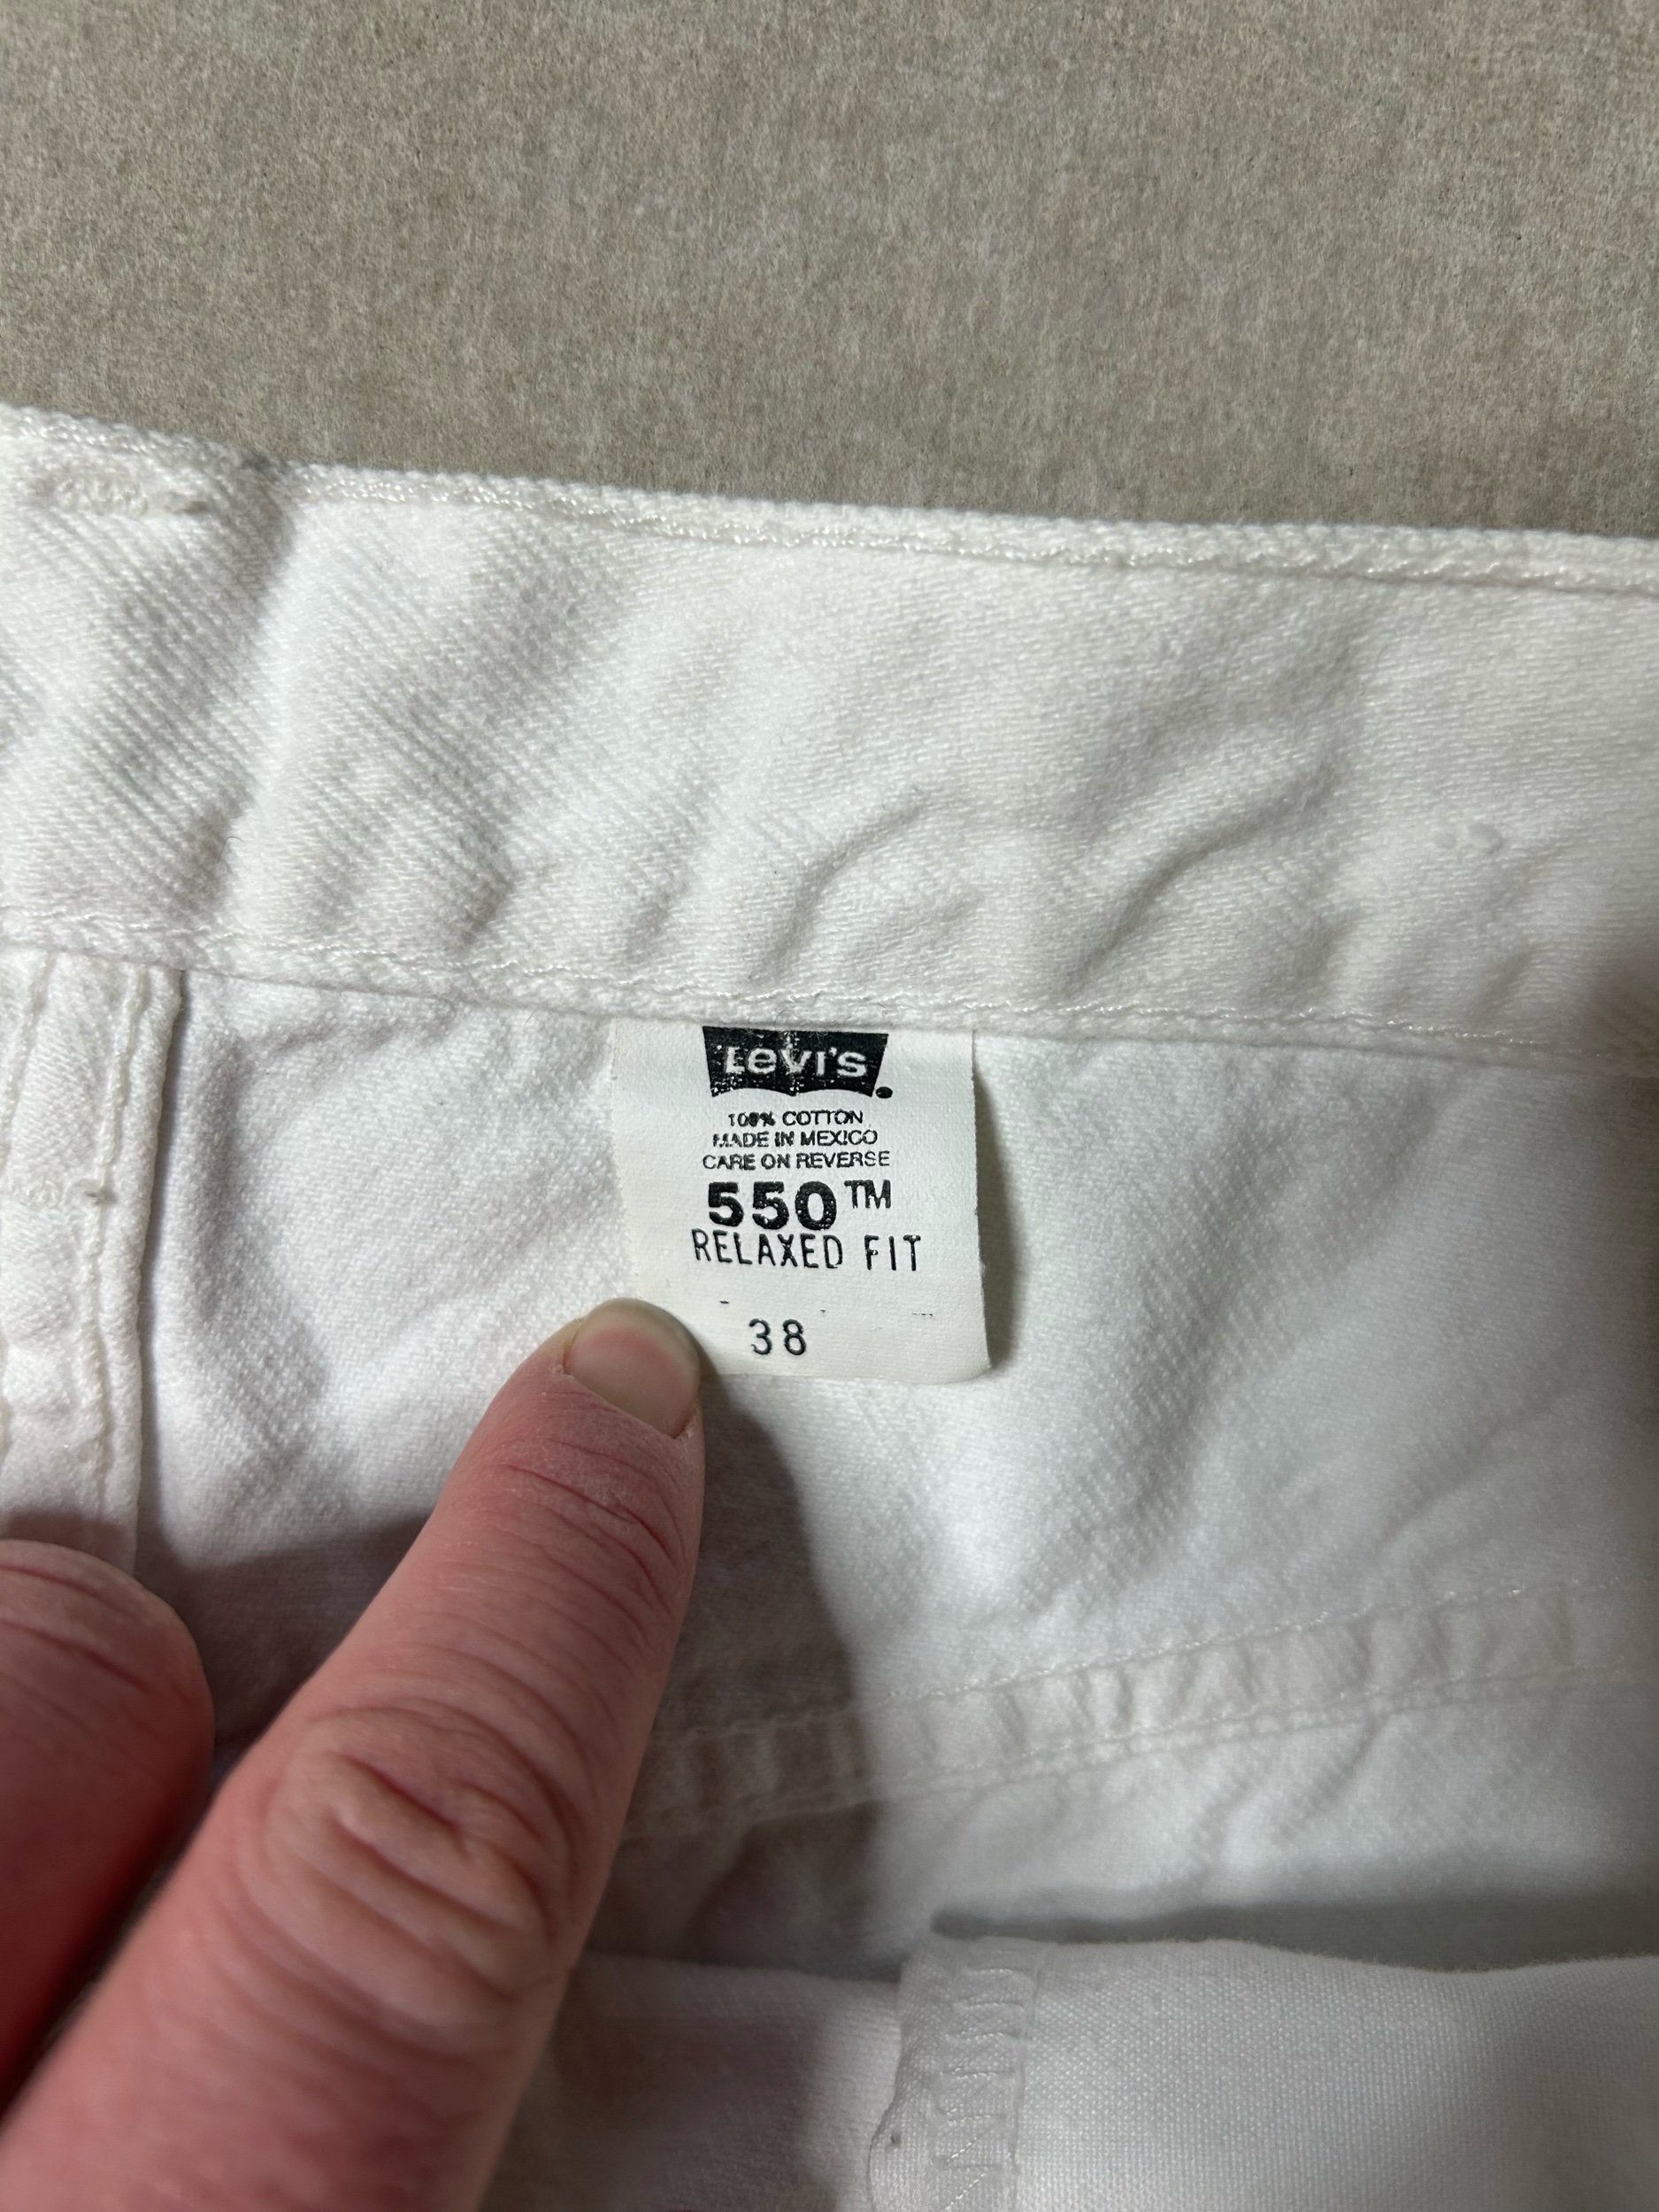 Levi's
100% COTTON
MADE IN MEXICO
CARE ON REVERSE
550™
RELAXED FIT
38